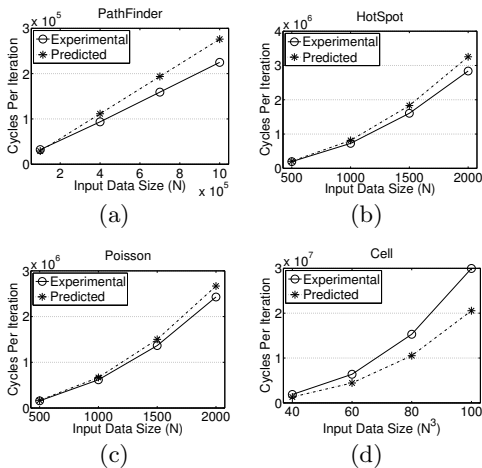 PathFinder
x 10^5
3
2
1
0
Cycles Per Iteration
Experimental
Predicted
2 4 6 8 10
x 10^5
Input Data Size (N)
(a)
HotSpot
x 10^6
4
3
2
1
0
Cycles Per Iteration
Experimental
Predicted
500 1000 1500 2000
Input Data Size (N)
(b)
Poisson
x 10^6
3
2
1
0
Cycles Per Iteration
Experimental
Predicted
500 1000 1500 2000
Input Data Size (N)
(c)
Cell
x 10^7
3
2
1
0
Cycles Per Iteration
Experimental
Predicted
40 60 80 100
Input Data Size (N^3)
(d)